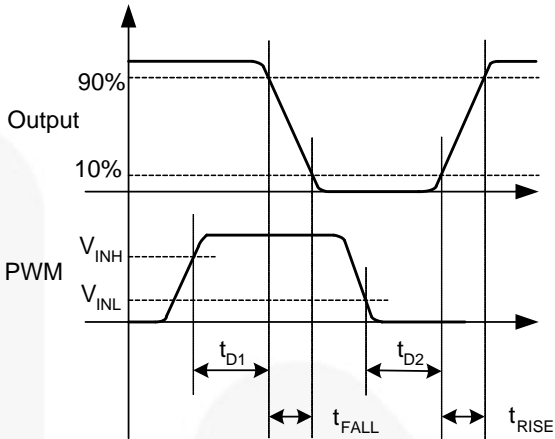 90%
Output
10%
V_INH
PWM
V_INL
t_D1
t_D2
t_FALL
t_RISE